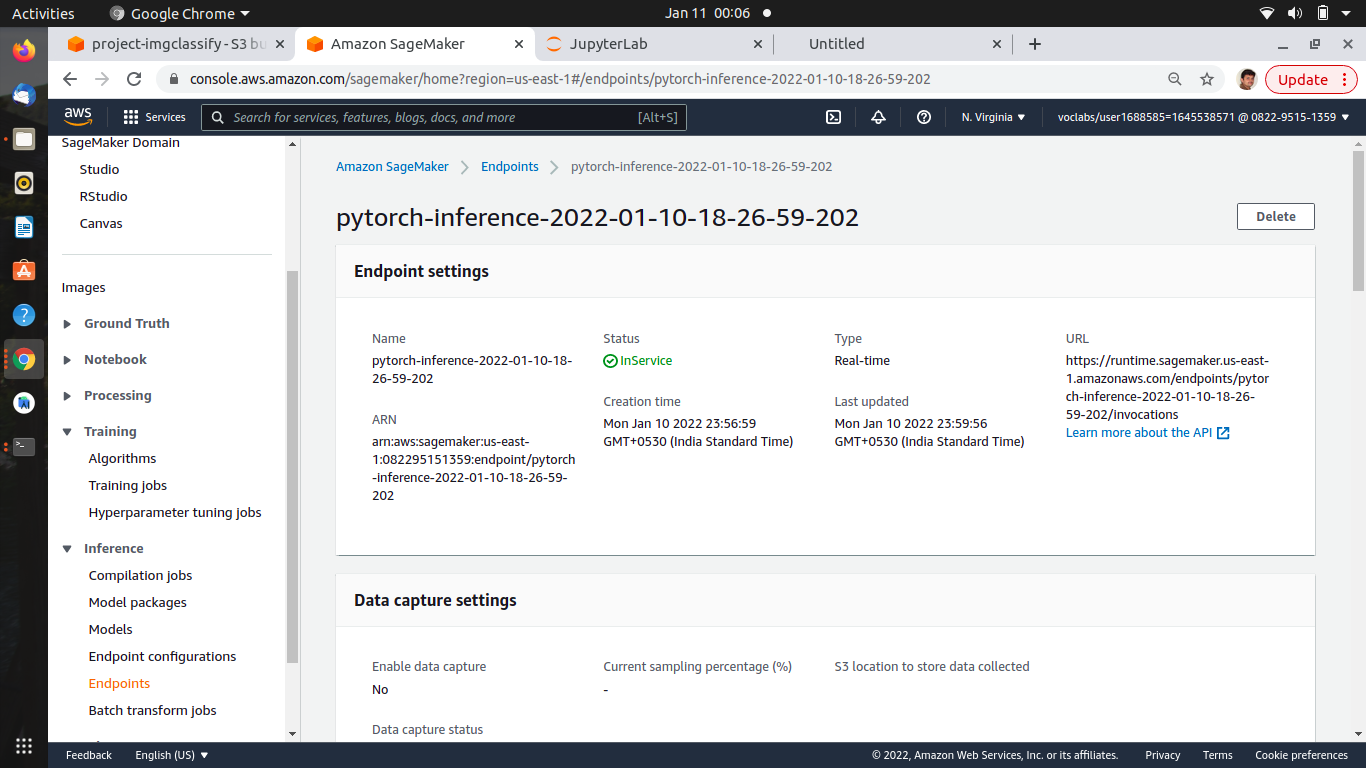 Activities
Google Chrome
Jan 11 00:06
project-imgclassify - S3 bu
Amazon SageMaker
JupyterLab
Untitled
console.aws.amazon.com/sagemaker/home?region=us-east-1#/endpoints/pytorch-inference-2022-01-10-18-26-59-202
Update
aws
Services
Search for services, features, blogs, docs, and more
[Alt+S]
N. Virginia
voclabs/user1688585=1645538571 @ 0822-9515-1359
SageMaker Domain
Studio
RStudio
Canvas
Images
Ground Truth
Notebook
Processing
Training
Algorithms
Training jobs
Hyperparameter tuning jobs
Inference
Compilation jobs
Model packages
Models
Endpoint configurations
Endpoints
Batch transform jobs
Amazon SageMaker
Endpoints
pytorch-inference-2022-01-10-18-26-59-202
pytorch-inference-2022-01-10-18-26-59-202
Delete
Endpoint settings
Name
pytorch-inference-2022-01-10-18-
26-59-202
ARN
arn:aws:sagemaker:us-east-
1:082295151359:endpoint/pytorch
-inference-2022-01-10-18-26-59-
202
Status
InService
Creation time
Mon Jan 10 2022 23:56:59
GMT+0530 (India Standard Time)
Type
Real-time
Last updated
Mon Jan 10 2022 23:59:56
GMT+0530 (India Standard Time)
URL
https://runtime.sagemaker.us-east-
1.amazonaws.com/endpoints/pytor
ch-inference-2022-01-10-18-26-
59-202/invocations
Learn more about the API
Data capture settings
Enable data capture
No
Current sampling percentage (%)
-
S3 location to store data collected
Data capture status
Feedback
English (US)
© 2022, Amazon Web Services, Inc. or its affiliates.
Privacy
Terms
Cookie preferences